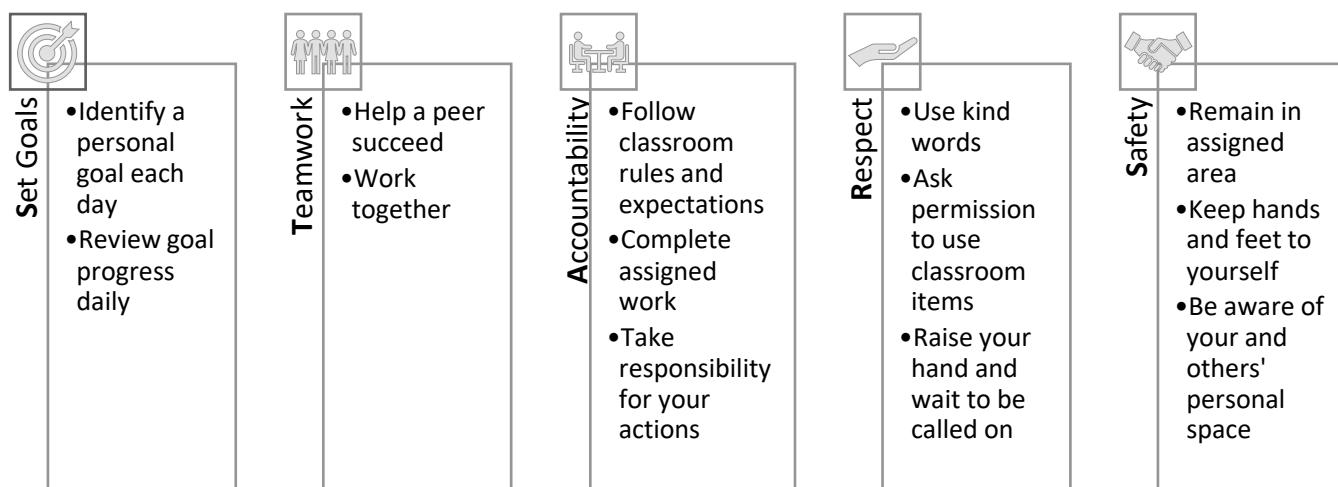 Set Goals
•Identify a
personal
goal each
day
•Review goal
progress
daily
Teamwork
•Help a peer
succeed
•Work
together
Accountability
•Follow
classroom
rules and
expectations
•Complete
assigned
work
•Take
responsibility
for your
actions
Respect
•Use kind
words
•Ask
permission
to use
classroom
items
•Raise your
hand and
wait to be
called on
Safety
•Remain in
assigned
area
•Keep hands
and feet to
yourself
•Be aware of
your and
others'
personal
space